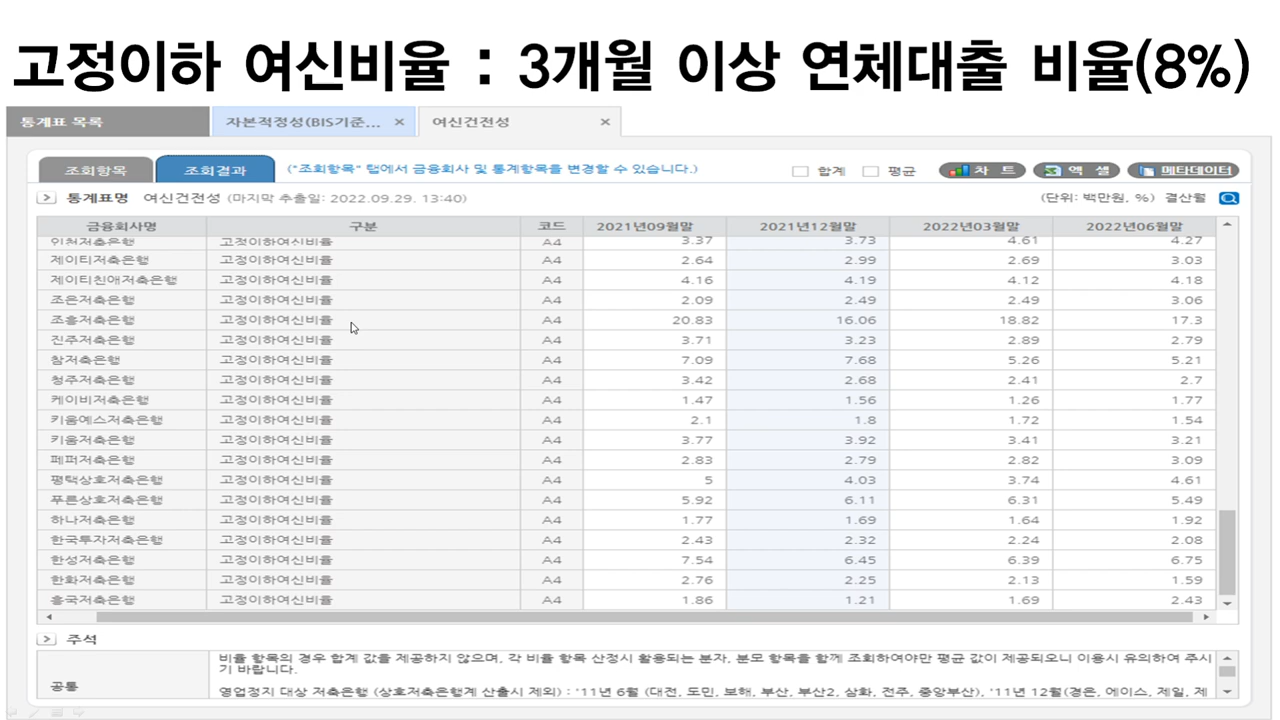 고정이하 여신비율 : 3개월 이상 연체대출 비율(8%)
통계표 목록 자본적정성(BIS기준... × 여신건전성 ×
조회항목 조회결과 ("조회항목" 탭에서 금융회사 및 통계항목를 변경할 수 있습니다.) 합계 평균 차 트 엑 셀 메타데이터
통계표명 여신건전성 (마지막 추출일: 2022.09.29. 13:40) (단위: 백만원, %) 결산월
금융회사명 구분 코드 2021년09월말 2021년12월말 2022년03월말 2022년06월말
인천저축은행 고정이하여신비율 A4 3.37 3.73 4.61 4.27
제이티저축은행 고정이하여신비율 A4 2.64 2.99 2.69 3.03
제이티친애저축은행 고정이하여신비율 A4 4.16 4.19 4.12 4.18
조은저축은행 고정이하여신비율 A4 2.09 2.49 2.49 3.06
조흥저축은행 고정이하여신비율 A4 20.83 16.06 18.82 17.3
진주저축은행 고정이하여신비율 A4 3.71 3.23 2.89 2.79
참저축은행 고정이하여신비율 A4 7.09 7.68 5.26 5.21
청주저축은행 고정이하여신비율 A4 3.42 2.68 2.41 2.7
케이비저축은행 고정이하여신비율 A4 1.47 1.56 1.26 1.77
키움예스저축은행 고정이하여신비율 A4 2.1 1.8 1.72 1.54
키움저축은행 고정이하여신비율 A4 3.77 3.92 3.41 3.21
페퍼저축은행 고정이하여신비율 A4 2.83 2.79 2.82 3.09
평택상호저축은행 고정이하여신비율 A4 5 4.03 3.74 4.61
푸른상호저축은행 고정이하여신비율 A4 5.92 6.11 6.31 5.49
하나저축은행 고정이하여신비율 A4 1.77 1.69 1.64 1.92
한국투자저축은행 고정이하여신비율 A4 2.43 2.32 2.24 2.08
한성저축은행 고정이하여신비율 A4 7.54 6.45 6.39 6.75
한화저축은행 고정이하여신비율 A4 2.76 2.25 2.13 1.59
흥국저축은행 고정이하여신비율 A4 1.86 1.21 1.69 2.43
주석
공통
비율 항목의 경우 합계 값을 제공하지 않으며, 각 비율 항목 산정시 활용되는 분자, 분모 항목을 함께 조회하여야만 평균 값이 제공되오니 이용시 유의하여 주시
기 바랍니다.
영업정지 대상 저축은행 (상호저축은행계 산출시 제외) : '11년 6월 (대전, 도민, 보해, 부산, 부산2, 삼화, 전주, 중앙부산), '11년 12월(경은, 에이스, 제일, 제